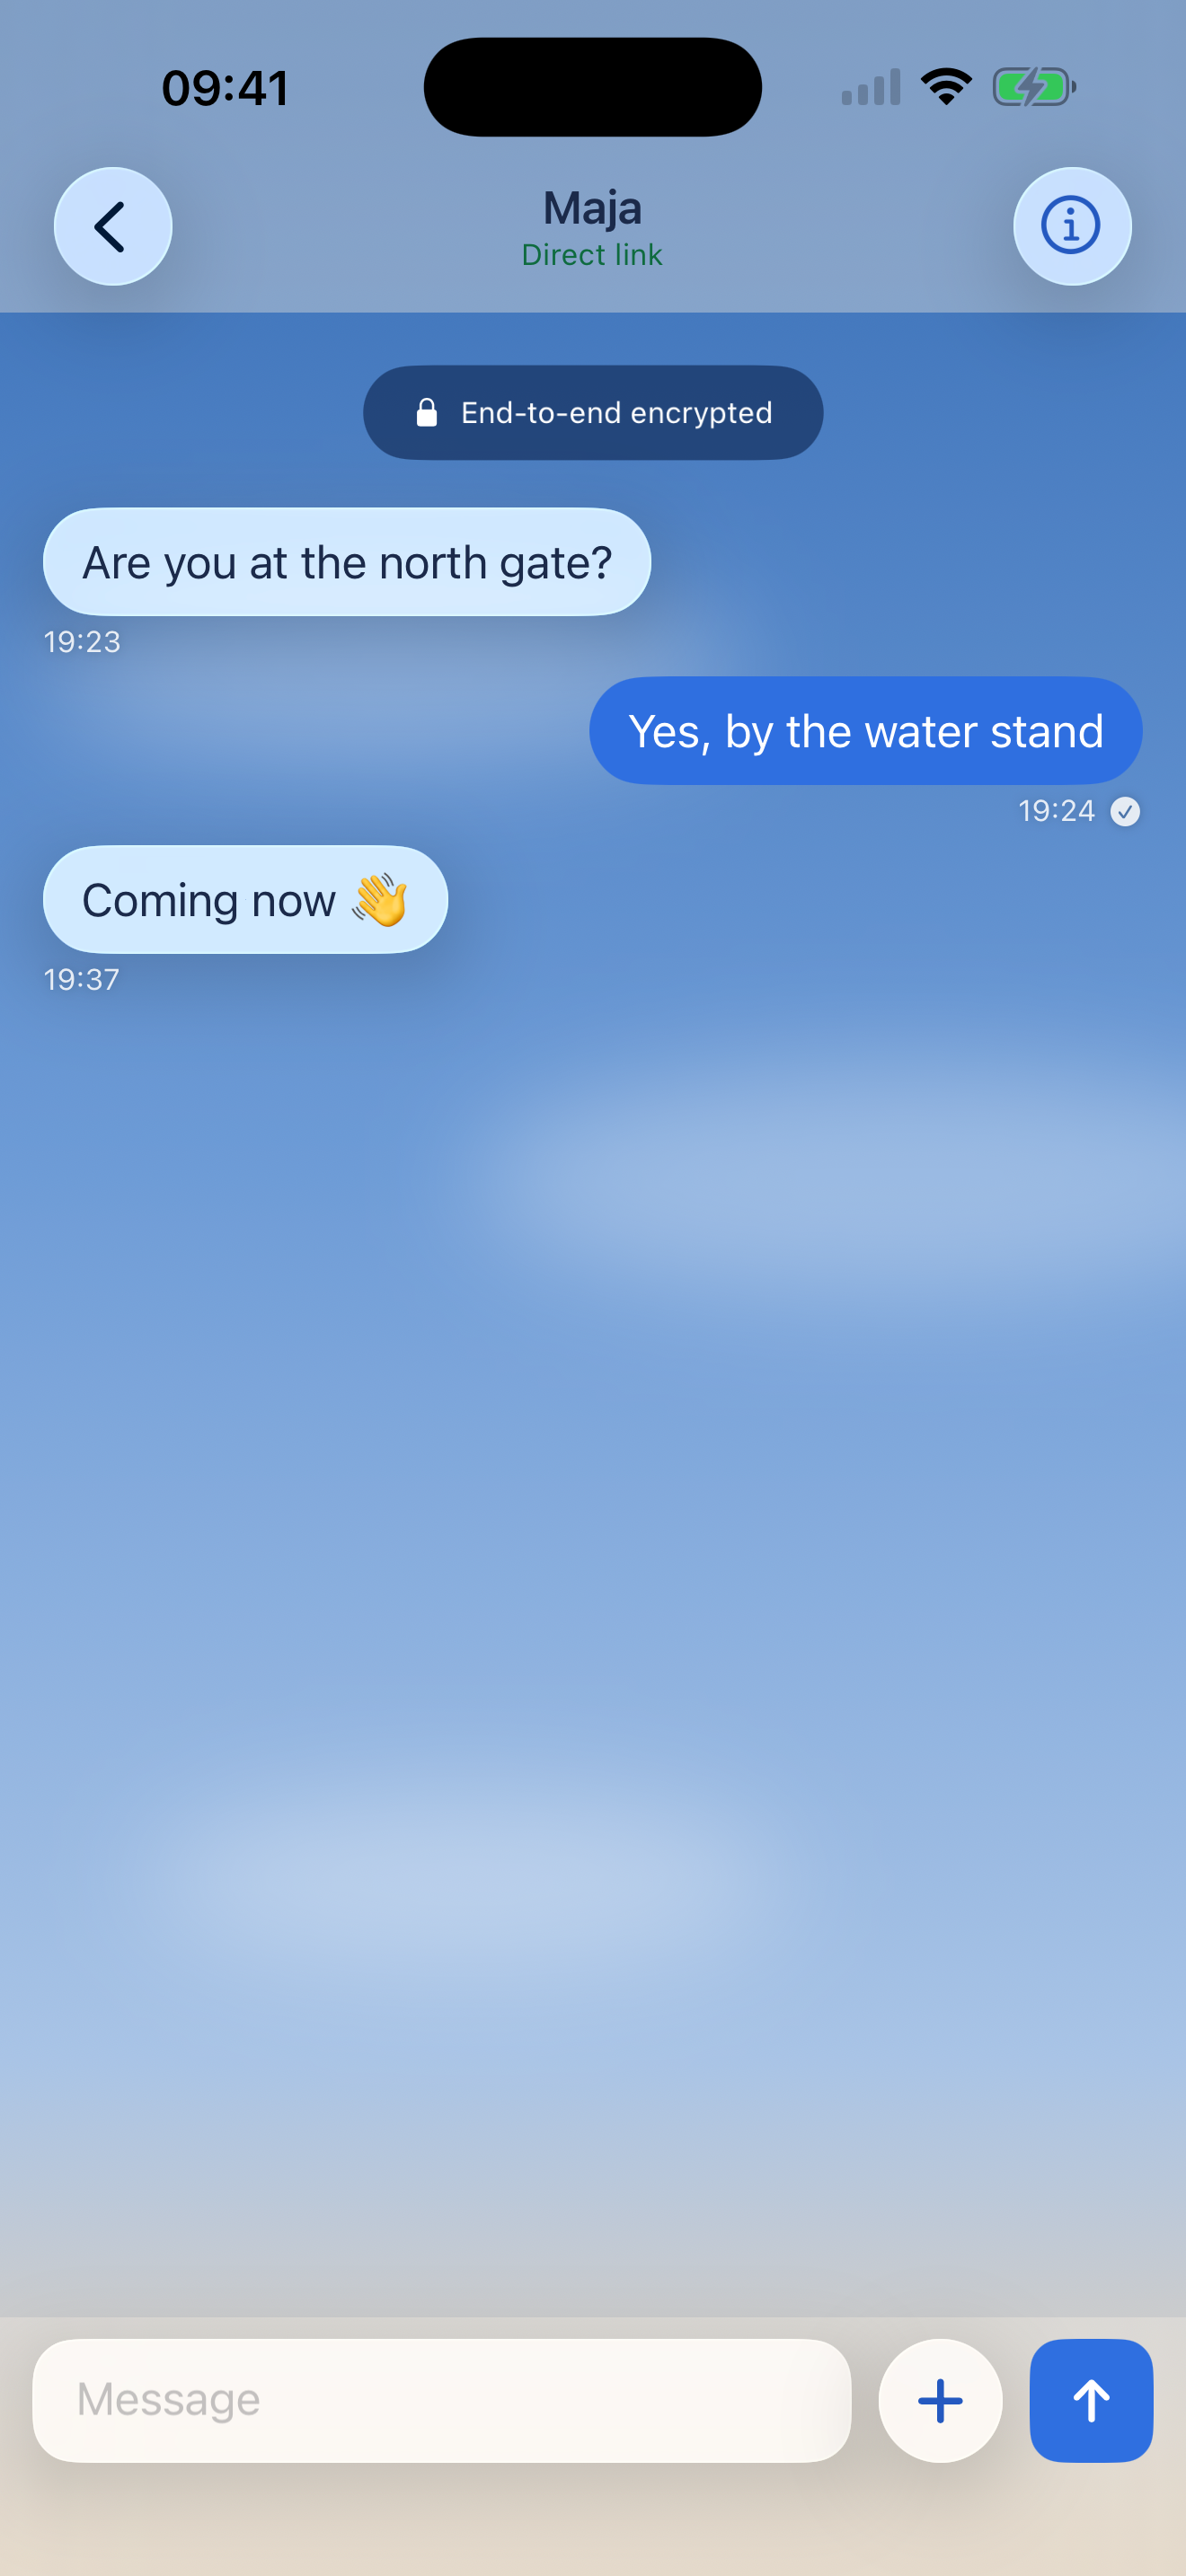 09:41
Maja
Direct link
End-to-end encrypted
Are you at the north gate?
19:23
Yes, by the water stand
19:24
Coming now 👋
19:37
Message